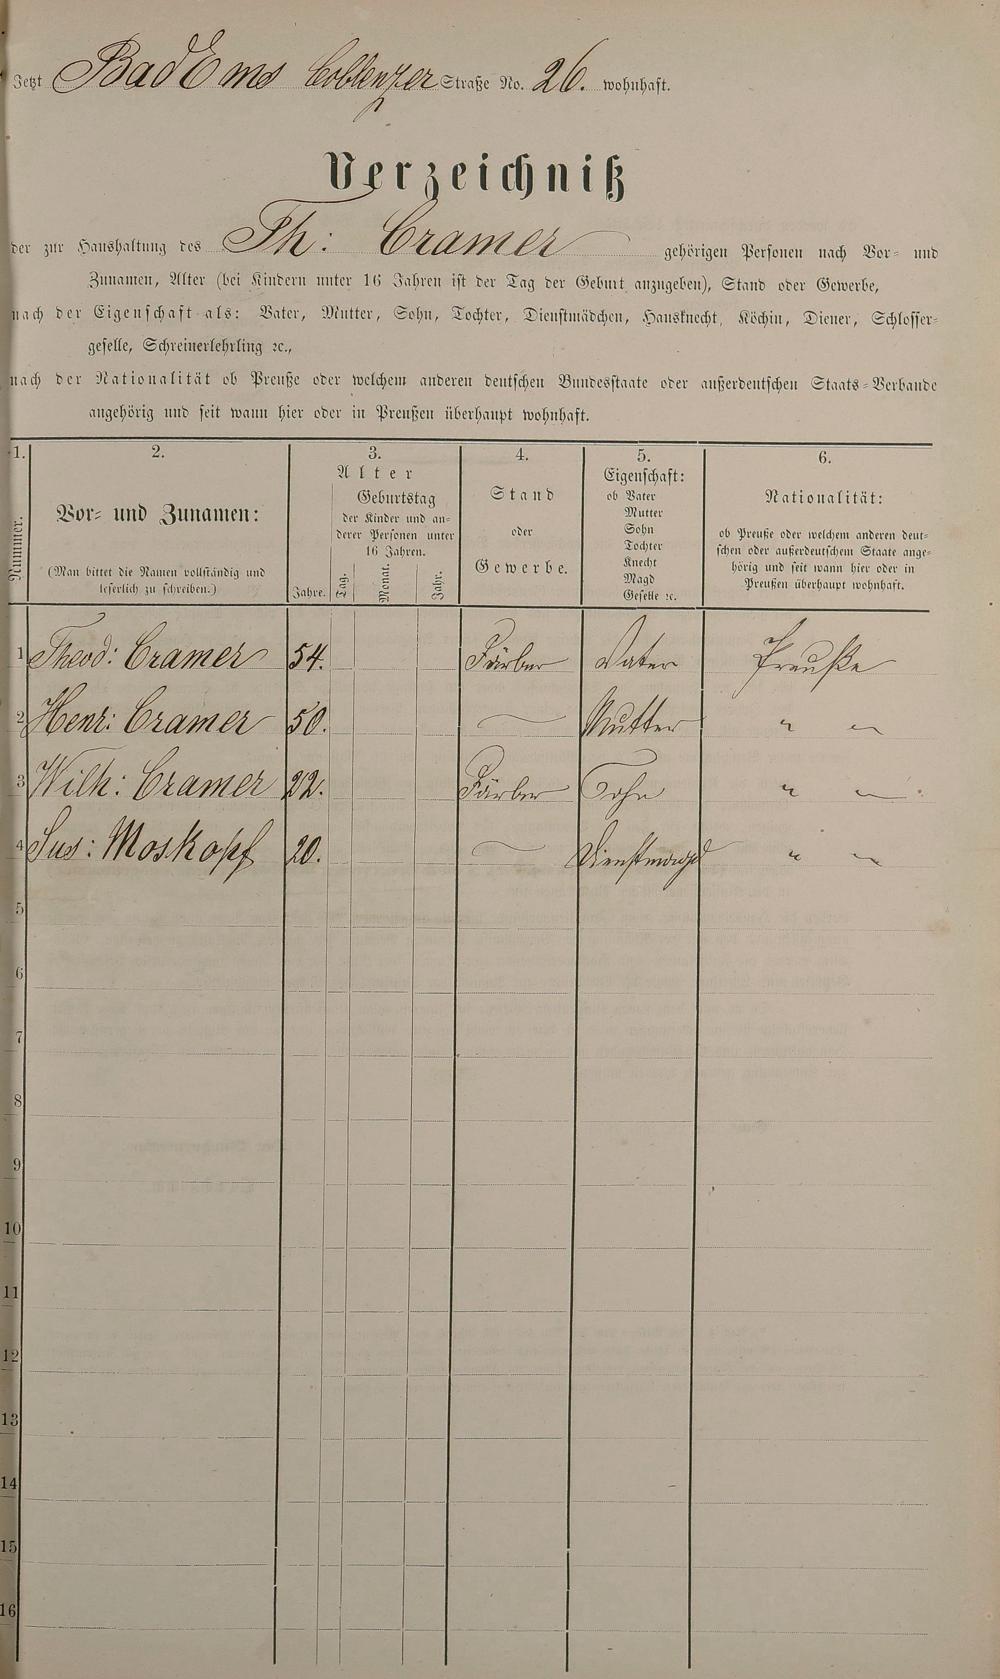 Jetzt Bad Ems Coblenzer Straße No. 26. wohnhaft.
Verzeichniß
der zur Haushaltung des Th: Cramer gehörigen Personen nach Vor- und
Zunamen, Alter (bei Kindern unter 16 Jahren ist der Tag der Geburt anzugeben), Stand oder Gewerbe,
nach der Eigenschaft als: Vater, Mutter, Sohn, Tochter, Dienstmädchen, Hausknecht, Köchin, Diener, Schlosser-
geselle, Schreinerlehrling ꝛc.,
nach der Nationalität ob Preuße oder welchem anderen deutschen Bundesstaate oder außerdeutschen Staats-Verbande
angehörig und seit wann hier oder in Preußen überhaupt wohnhaft.
1.
Nummer.
2.
Vor- und Zunamen:
(Man bittet die Namen vollständig und
leserlich zu schreiben.)
3.
Alter
Geburtstag
der Kinder und an-
derer Personen unter
16 Jahren.
Jahre.
Tag.
Monat.
Jahr.
4.
Stand
oder
Gewerbe.
5.
Eigenschaft:
ob Vater
Mutter
Sohn
Tochter
Knecht
Magd
Geselle ꝛc.
6.
Nationalität:
ob Preuße oder welchem anderen deut-
schen oder außerdeutschem Staate ange-
hörig und seit wann hier oder in
Preußen überhaupt wohnhaft.
1 Theod: Cramer 54. Färber Vater Preuße
2 Henr: Cramer 50. — Mutter " "
3 Wilh: Cramer 22. Färber Sohn " "
4 Sus: Moskopf 20. — Dienstmagd " "
5
6
7
8
9
10
11
12
13
14
15
16